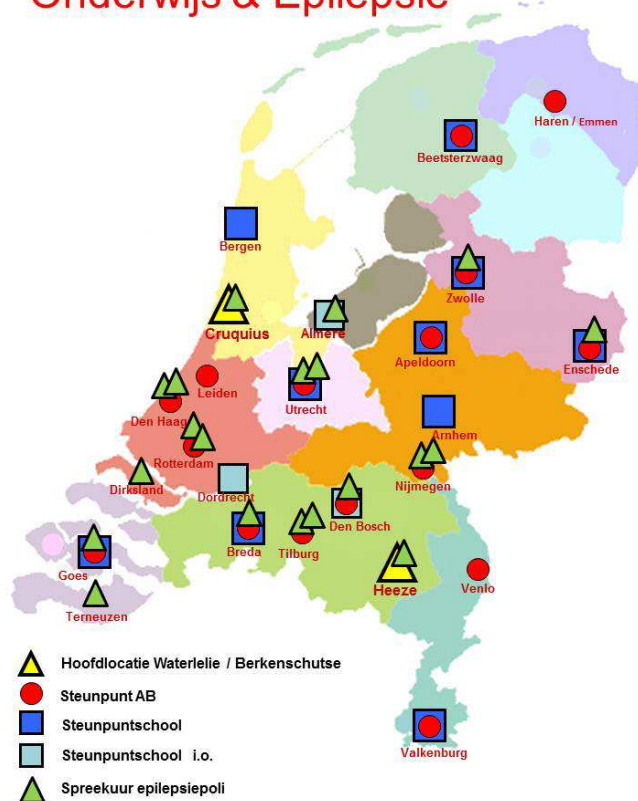 Onderwijs & Epilepsie
Haren / Emmen
Beetsterzwaag
Bergen
Zwolle
Cruquius
Almere
Apeldoorn
Enschede
Leiden
Utrecht
Den Haag
Arnhem
Rotterdam
Nijmegen
Dirksland
Dordrecht
Den Bosch
Breda
Tilburg
Goes
Heeze
Venlo
Terneuzen
Hoofdlocatie Waterlelie / Berkenschutse
Steunpunt AB
Steunpuntschool
Valkenburg
Steunpuntschool i.o.
Spreekuur epilepsiepoli